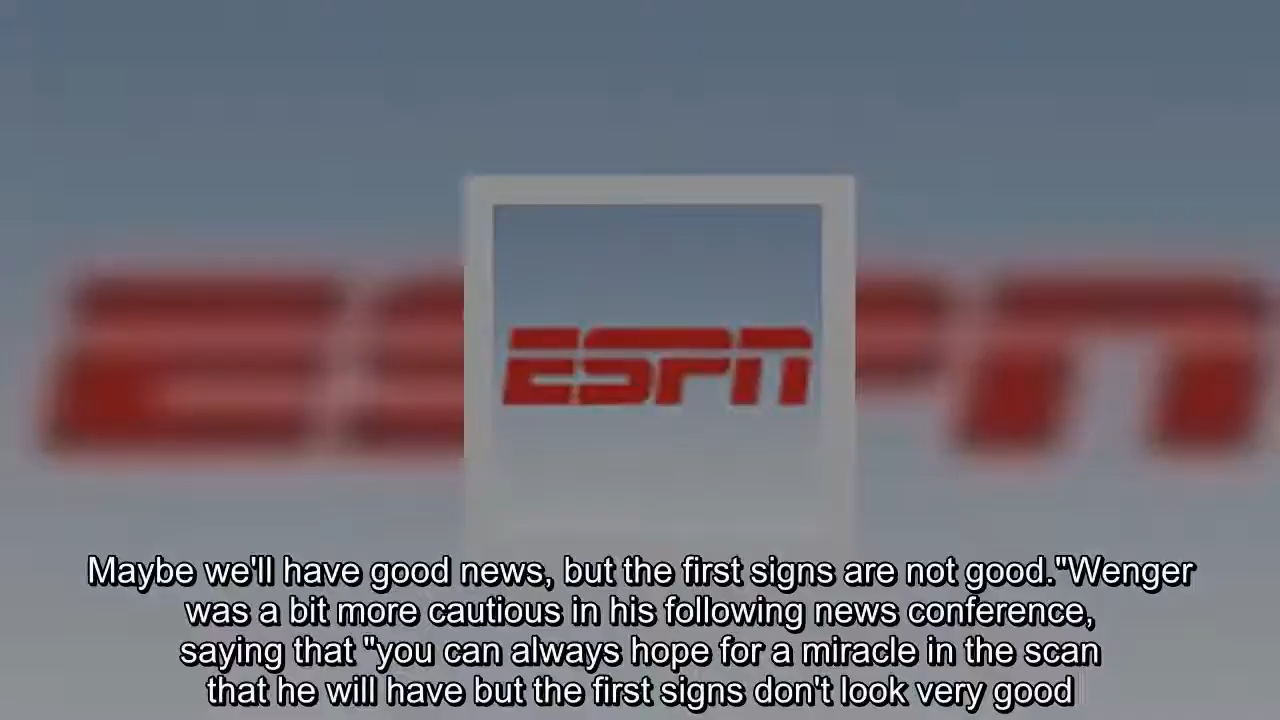 ESPN
Maybe we'll have good news, but the first signs are not good."Wenger
was a bit more cautious in his following news conference,
saying that "you can always hope for a miracle in the scan
that he will have but the first signs don't look very good